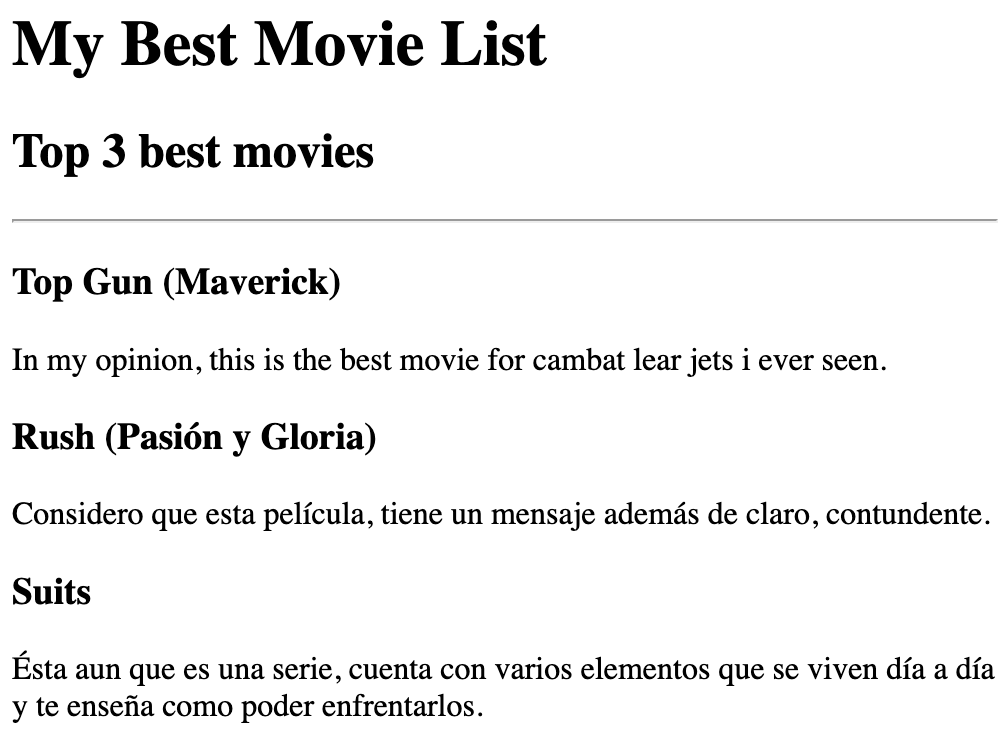 My Best Movie List
Top 3 best movies
Top Gun (Maverick)
In my opinion, this is the best movie for cambat lear jets i ever seen.
Rush (Pasión y Gloria)
Considero que esta película, tiene un mensaje además de claro, contundente.
Suits
Ésta aun que es una serie, cuenta con varios elementos que se viven día a día
y te enseña como poder enfrentarlos.